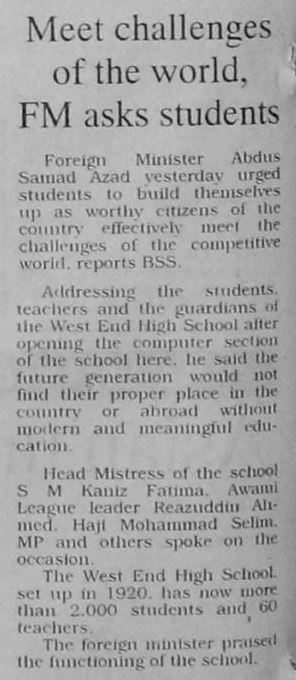 Meet challenges
of the world,
FM asks students
Foreign Minister Abdus
Samad Azad yesterday urged
students to build themselves
up as worthy citizens of the
country effectively meet the
challenges of the competitive
world, reports BSS.
Addressing the students,
teachers and the guardians of
the West End High School after
opening the computer section
of the school here, he said the
future generation would not
find their proper place in the
country or abroad without
modern and meaningful edu-
cation.
Head Mistress of the school
S M Kaniz Fatima, Awami
League leader Reazuddin Ah-
med, Haji Mohammad Selim,
MP and others spoke on the
occasion.
The West End High School,
set up in 1920, has now more
than 2,000 students and 60
teachers.
The foreign minister praised
the functioning of the school.